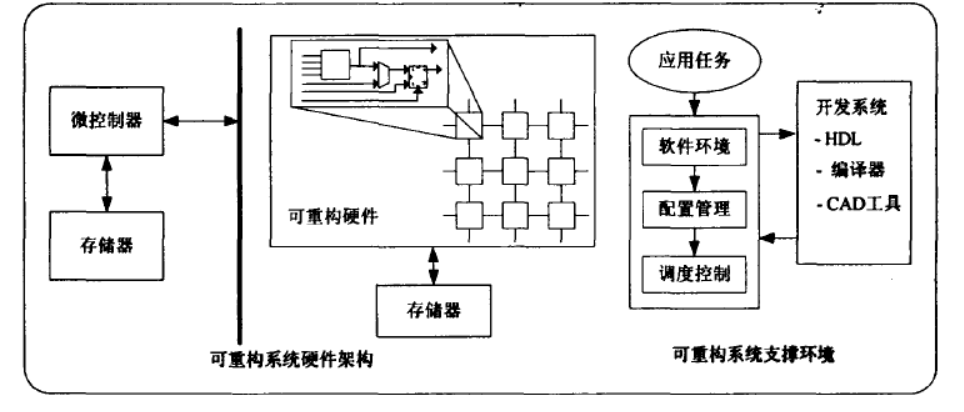 微控制器
存储器
可重构硬件
存储器
可重构系统硬件架构
应用任务
软件环境
配置管理
调度控制
开发系统
- HDL
- 编译器
- CAD工具
可重构系统支撑环境